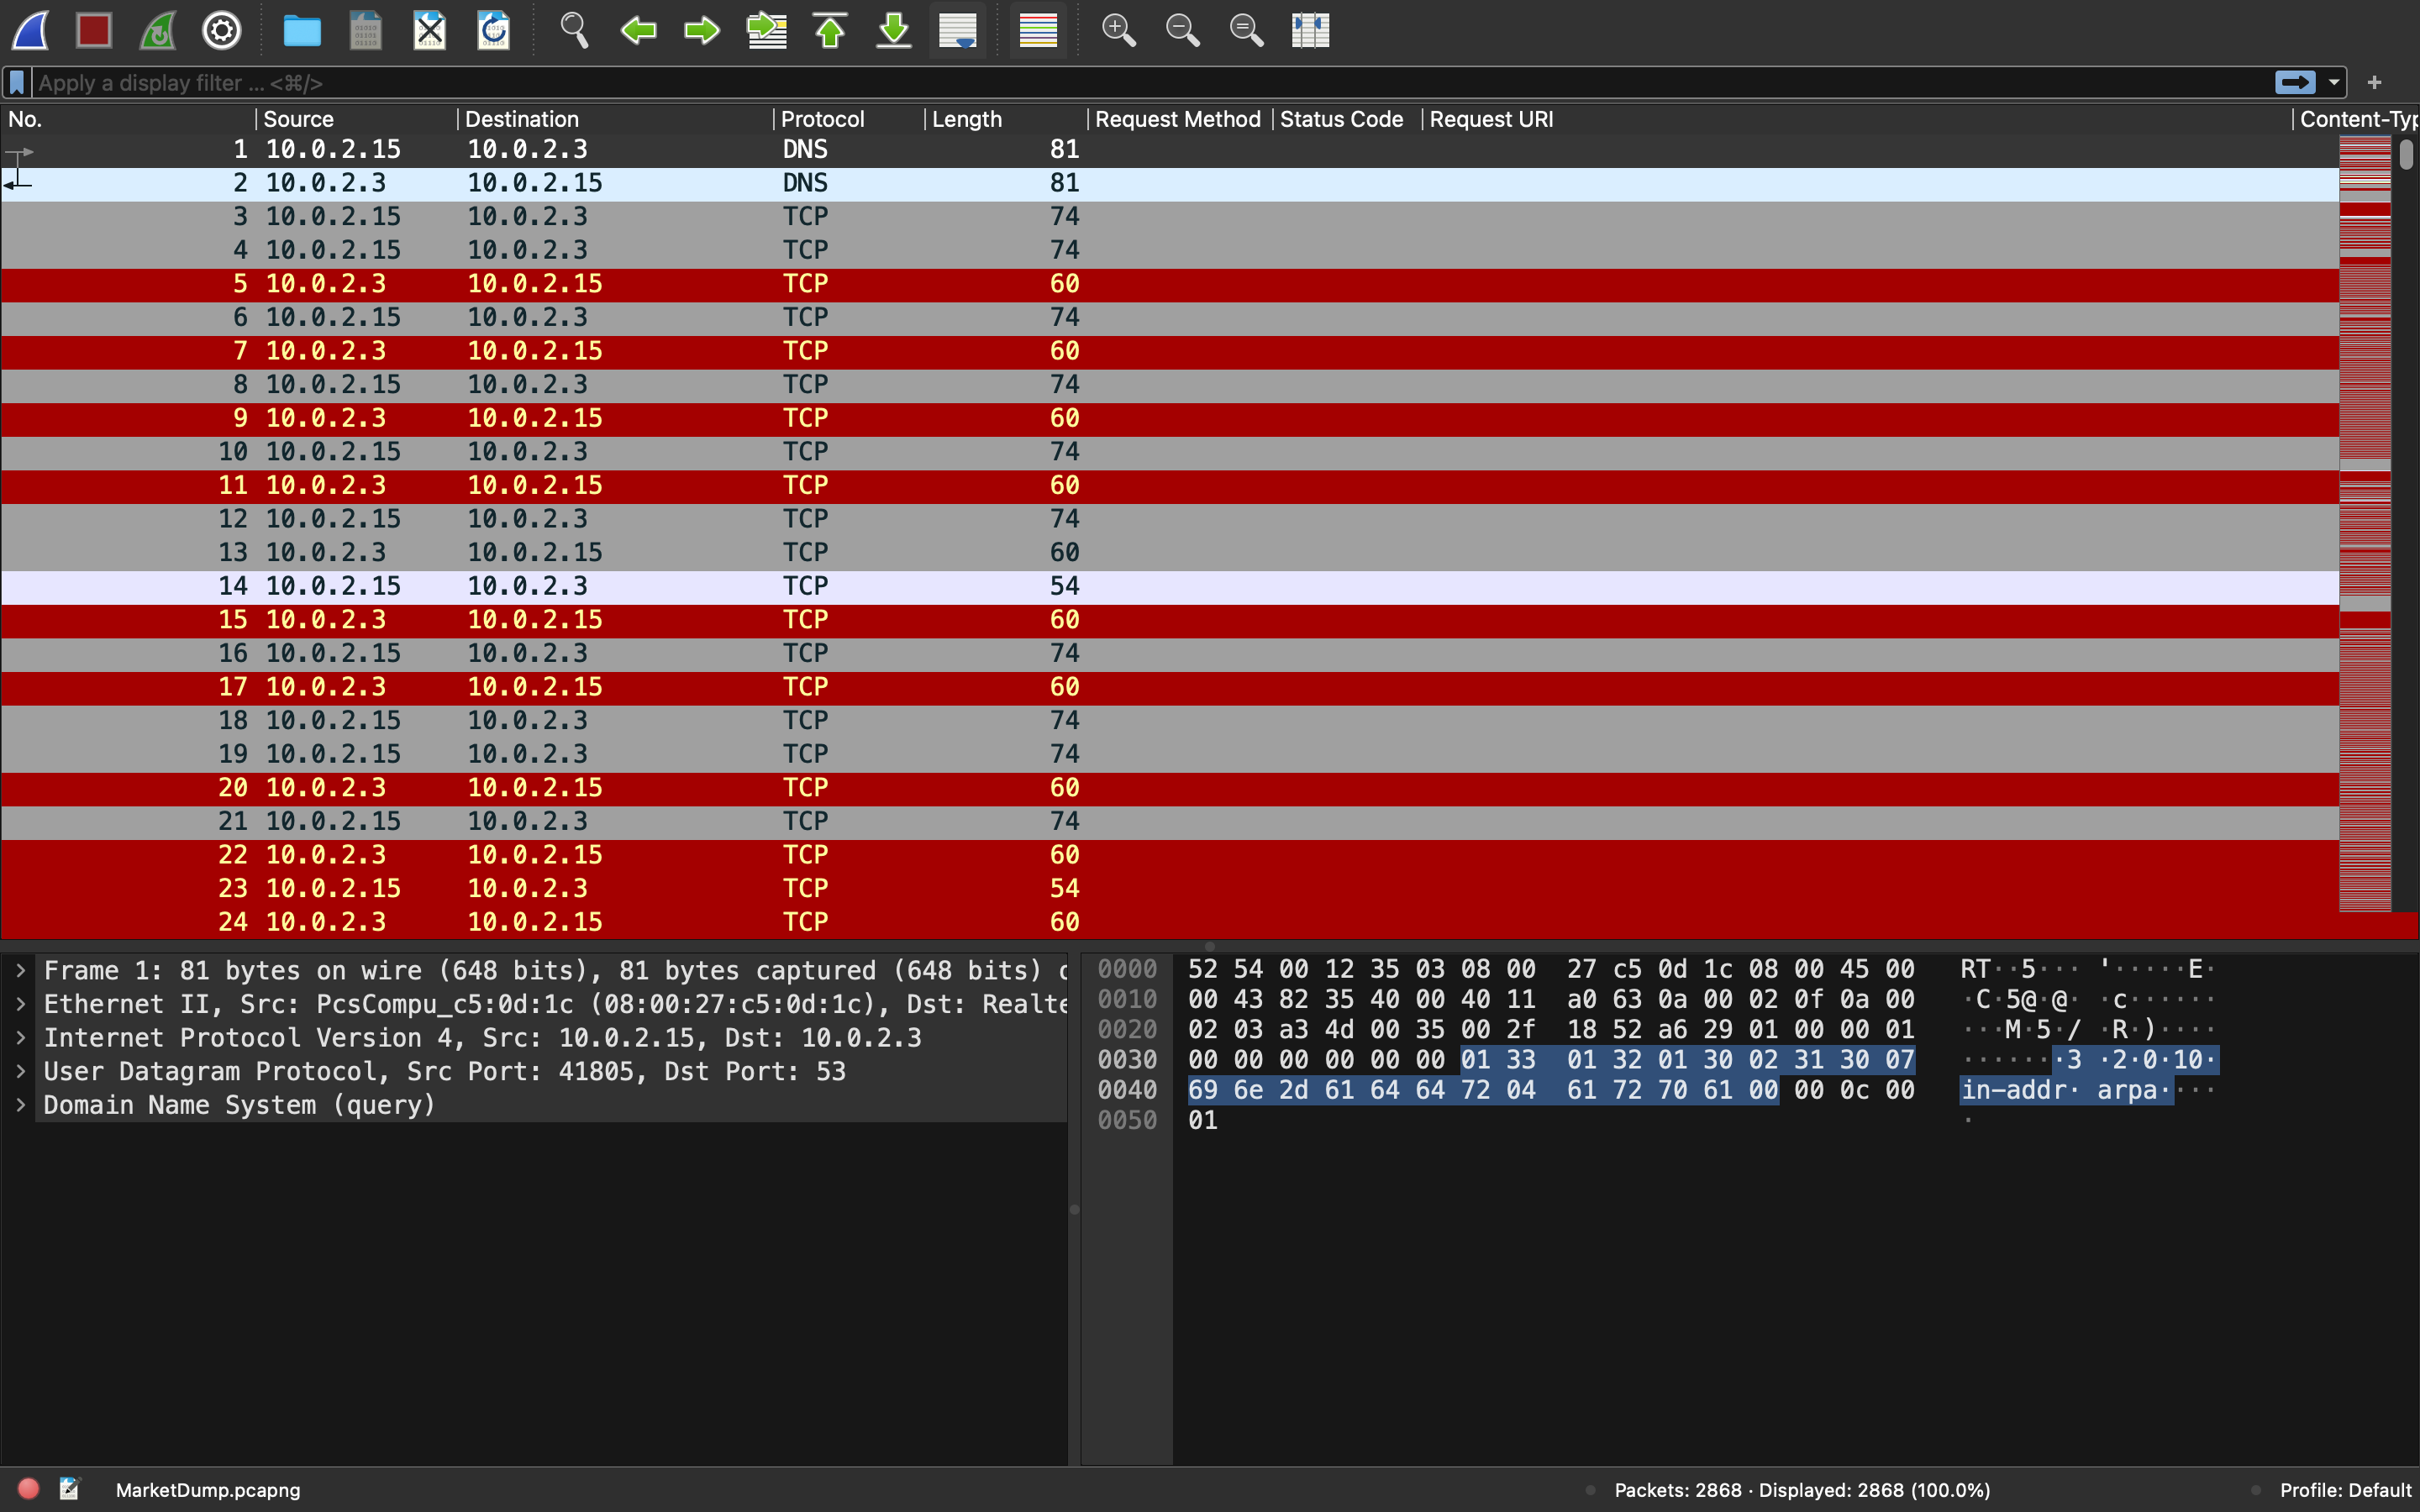 Apply a display filter ... <⌘/>
No. Source Destination Protocol Length Request Method Status Code Request URI Content-Typ
1 10.0.2.15 10.0.2.3 DNS 81
2 10.0.2.3 10.0.2.15 DNS 81
3 10.0.2.15 10.0.2.3 TCP 74
4 10.0.2.15 10.0.2.3 TCP 74
5 10.0.2.3 10.0.2.15 TCP 60
6 10.0.2.15 10.0.2.3 TCP 74
7 10.0.2.3 10.0.2.15 TCP 60
8 10.0.2.15 10.0.2.3 TCP 74
9 10.0.2.3 10.0.2.15 TCP 60
10 10.0.2.15 10.0.2.3 TCP 74
11 10.0.2.3 10.0.2.15 TCP 60
12 10.0.2.15 10.0.2.3 TCP 74
13 10.0.2.3 10.0.2.15 TCP 60
14 10.0.2.15 10.0.2.3 TCP 54
15 10.0.2.3 10.0.2.15 TCP 60
16 10.0.2.15 10.0.2.3 TCP 74
17 10.0.2.3 10.0.2.15 TCP 60
18 10.0.2.15 10.0.2.3 TCP 74
19 10.0.2.15 10.0.2.3 TCP 74
20 10.0.2.3 10.0.2.15 TCP 60
21 10.0.2.15 10.0.2.3 TCP 74
22 10.0.2.3 10.0.2.15 TCP 60
23 10.0.2.15 10.0.2.3 TCP 54
24 10.0.2.3 10.0.2.15 TCP 60
Frame 1: 81 bytes on wire (648 bits), 81 bytes captured (648 bits) o
Ethernet II, Src: PcsCompu_c5:0d:1c (08:00:27:c5:0d:1c), Dst: Realte
Internet Protocol Version 4, Src: 10.0.2.15, Dst: 10.0.2.3
User Datagram Protocol, Src Port: 41805, Dst Port: 53
Domain Name System (query)
0000 52 54 00 12 35 03 08 00 27 c5 0d 1c 08 00 45 00 RT··5··· '·····E·
0010 00 43 82 35 40 00 40 11 a0 63 0a 00 02 0f 0a 00 ·C·5@·@· ·c······
0020 02 03 a3 4d 00 35 00 2f 18 52 a6 29 01 00 00 01 ···M·5·/ ·R·)····
0030 00 00 00 00 00 00 01 33 01 32 01 30 02 31 30 07 ·······3 ·2·0·10·
0040 69 6e 2d 61 64 64 72 04 61 72 70 61 00 00 0c 00 in-addr· arpa····
0050 01 ·
MarketDump.pcapng Packets: 2868 · Displayed: 2868 (100.0%) Profile: Default